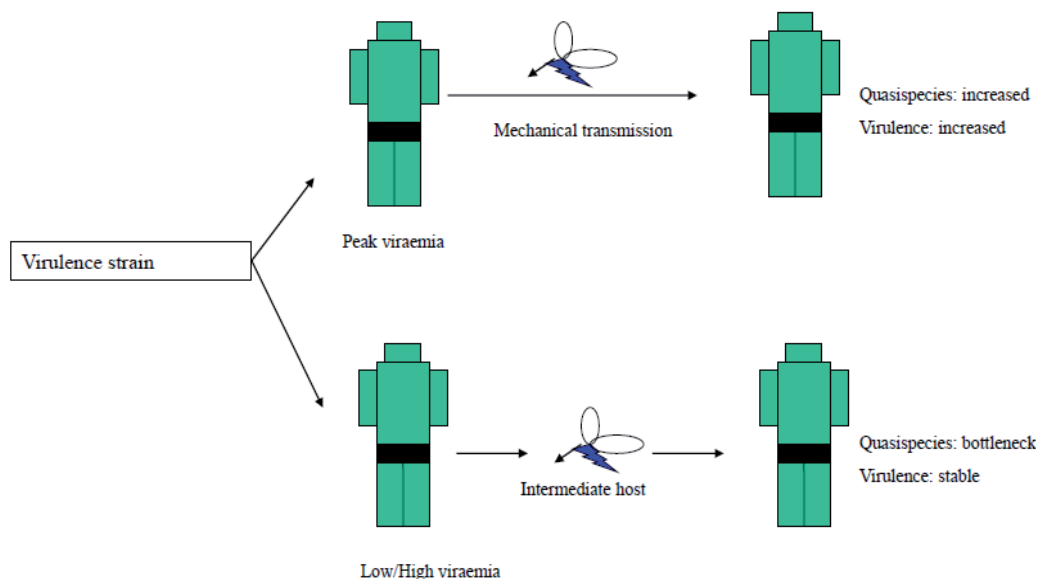 Quasispecies: increased
Mechanical transmission
Virulence: increased
Peak viraemia
Virulence strain
Quasispecies: bottleneck
Virulence: stable
Intermediate host
Low/High viraemia